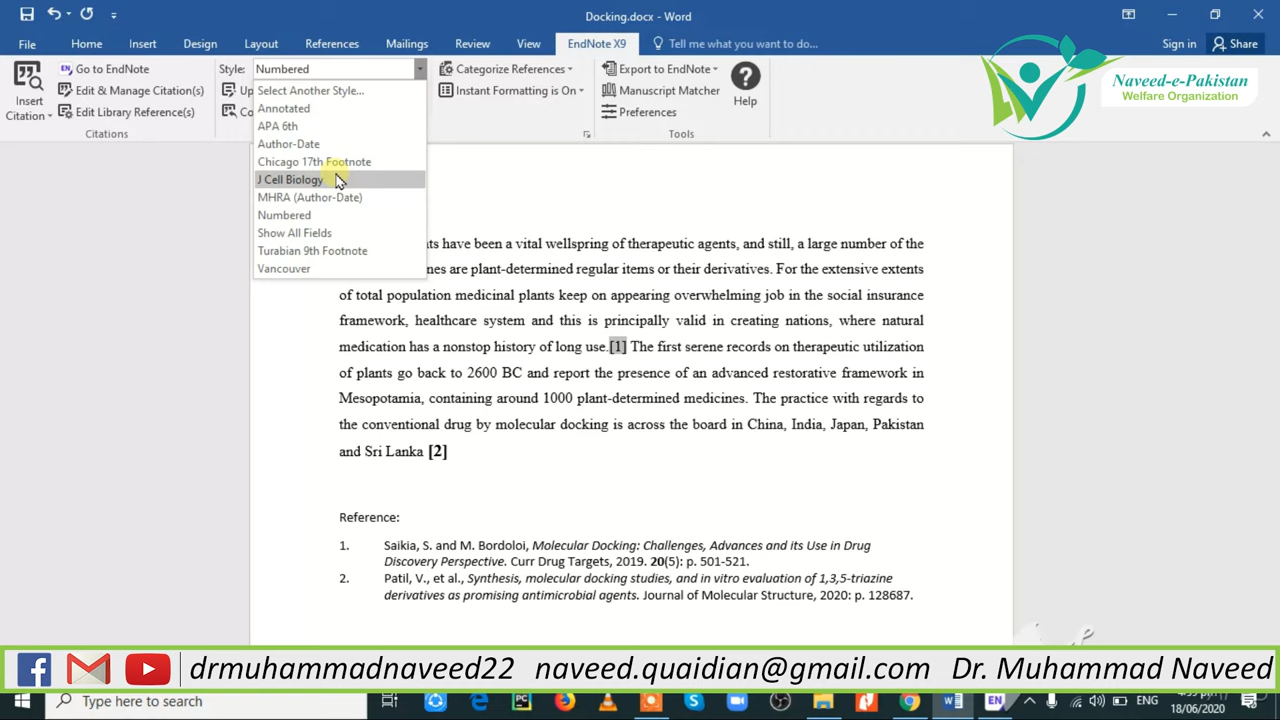 Docking.docx - Word
File Home Insert Design Layout References Mailings Review View EndNote X9 Tell me what you want to do... Sign in Share
Insert
Citation
Go to EndNote
Edit & Manage Citation(s)
Edit Library Reference(s)
Citations
Style: Numbered
Select Another Style...
Annotated
APA 6th
Author-Date
Chicago 17th Footnote
J Cell Biology
MHRA (Author-Date)
Numbered
Show All Fields
Turabian 9th Footnote
Vancouver
Categorize References
Instant Formatting is On
Export to EndNote
Manuscript Matcher
Preferences
Help
Tools
Naveed-e-Pakistan
Welfare Organization
have been a vital wellspring of therapeutic agents, and still, a large number of the
are plant-determined regular items or their derivatives. For the extensive extents
of total population medicinal plants keep on appearing overwhelming job in the social insurance
framework, healthcare system and this is principally valid in creating nations, where natural
medication has a nonstop history of long use.[1] The first serene records on therapeutic utilization
of plants go back to 2600 BC and report the presence of an advanced restorative framework in
Mesopotamia, containing around 1000 plant-determined medicines. The practice with regards to
the conventional drug by molecular docking is across the board in China, India, Japan, Pakistan
and Sri Lanka [2]
Reference:
1. Saikia, S. and M. Bordoloi, Molecular Docking: Challenges, Advances and its Use in Drug
Discovery Perspective. Curr Drug Targets, 2019. 20(5): p. 501-521.
2. Patil, V., et al., Synthesis, molecular docking studies, and in vitro evaluation of 1,3,5-triazine
derivatives as promising antimicrobial agents. Journal of Molecular Structure, 2020: p. 128687.
drmuhammadnaveed22 naveed.quaidian@gmail.com Dr. Muhammad Naveed
Type here to search
ENG
18/06/2020